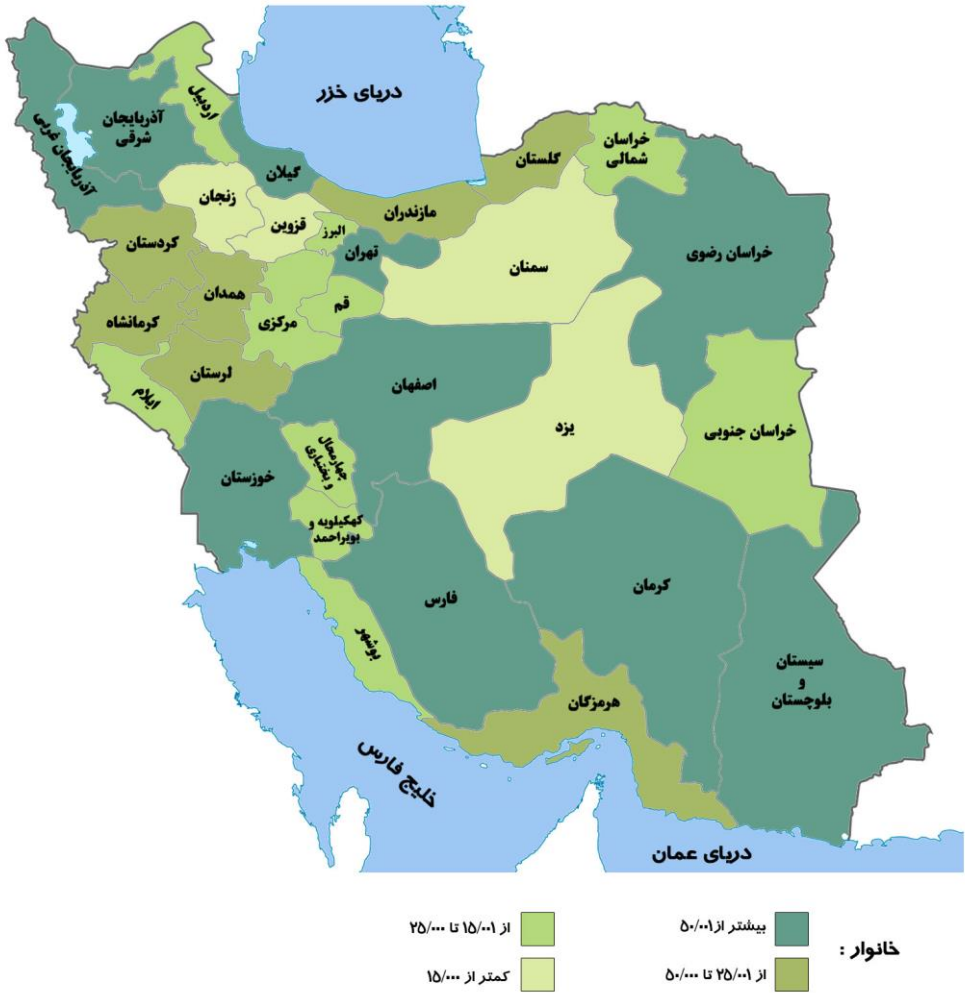 دریای خزر
اردبیل
آذربایجان
شرقی
آذربایجان غربی
گیلان
گلستان
خراسان
شمالی
زنجان
قزوین
البرز
مازندران
تهران
سمنان
خراسان رضوی
کردستان
همدان
مرکزی
قم
کرمانشاه
لرستان
ایلام
اصفهان
یزد
خراسان جنوبی
خوزستان
چهارمحال
و بختیاری
کهکیلویه و
بویراحمد
فارس
کرمان
بوشهر
سیستان
و
بلوچستان
هرمزگان
خلیج فارس
دریای عمان
خانوار :
بیشتر از ۵۰/۰۰۱
از ۲۵/۰۰۱ تا ۵۰/۰۰۰
از ۱۵/۰۰۱ تا ۲۵/۰۰۰
کمتر از ۱۵/۰۰۰